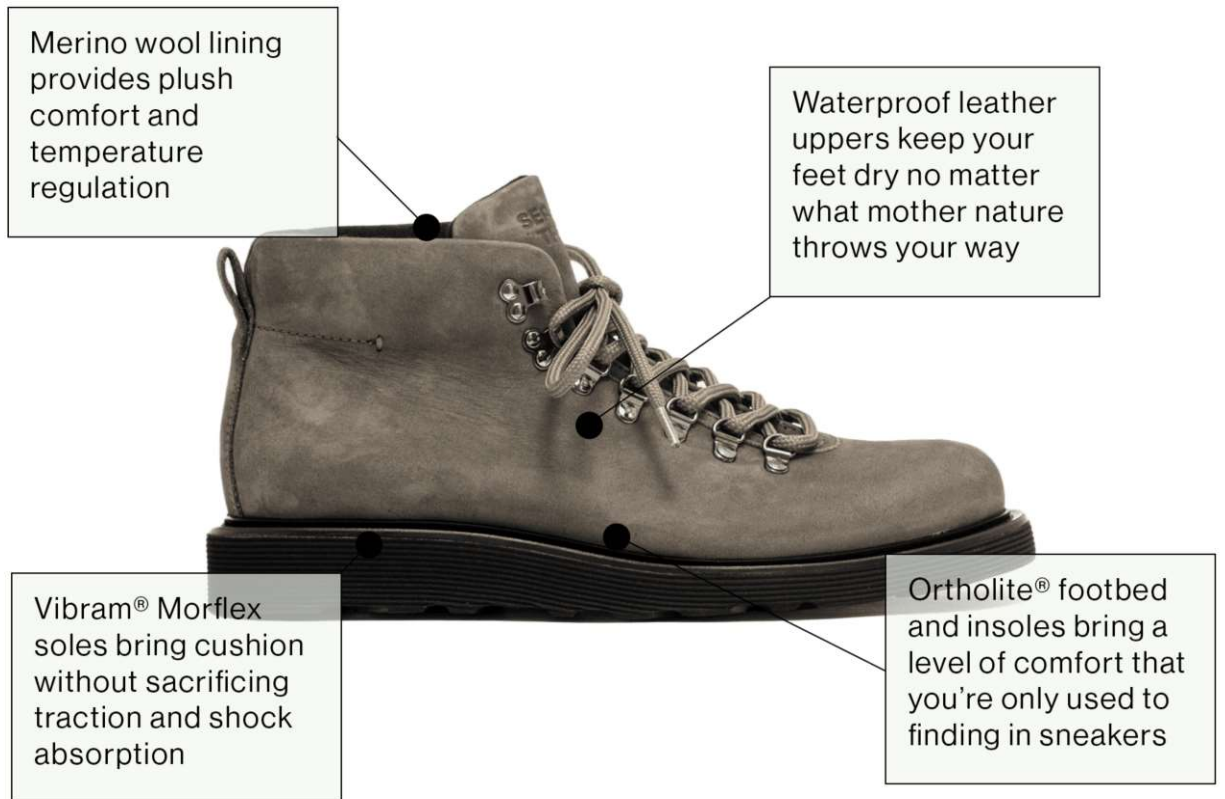 Merino wool lining
provides plush
comfort and
temperature
regulation
Waterproof leather
uppers keep your
feet dry no matter
what mother nature
throws your way
Vibram® Morflex
soles bring cushion
without sacrificing
traction and shock
absorption
Ortholite® footbed
and insoles bring a
level of comfort that
you're only used to
finding in sneakers